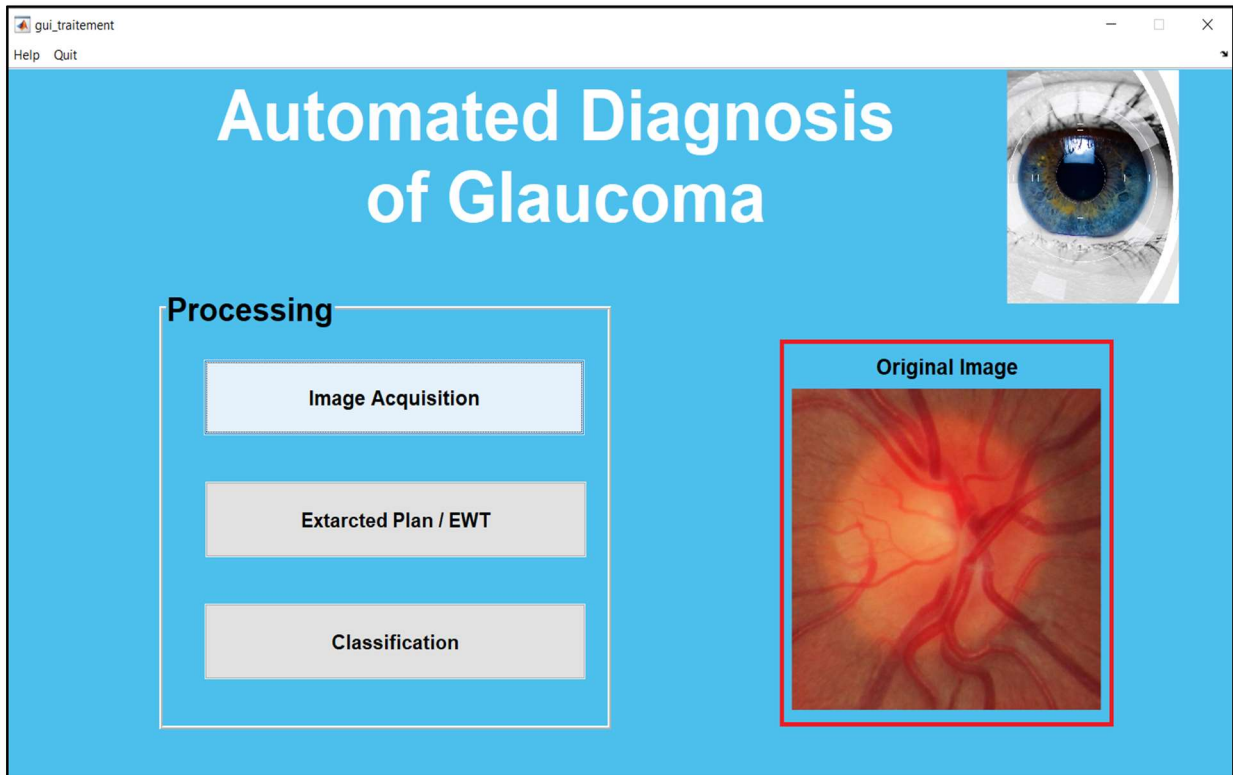 gui_traitement
Help Quit
Automated Diagnosis
of Glaucoma
Processing
Image Acquisition
Extarcted Plan / EWT
Classification
Original Image